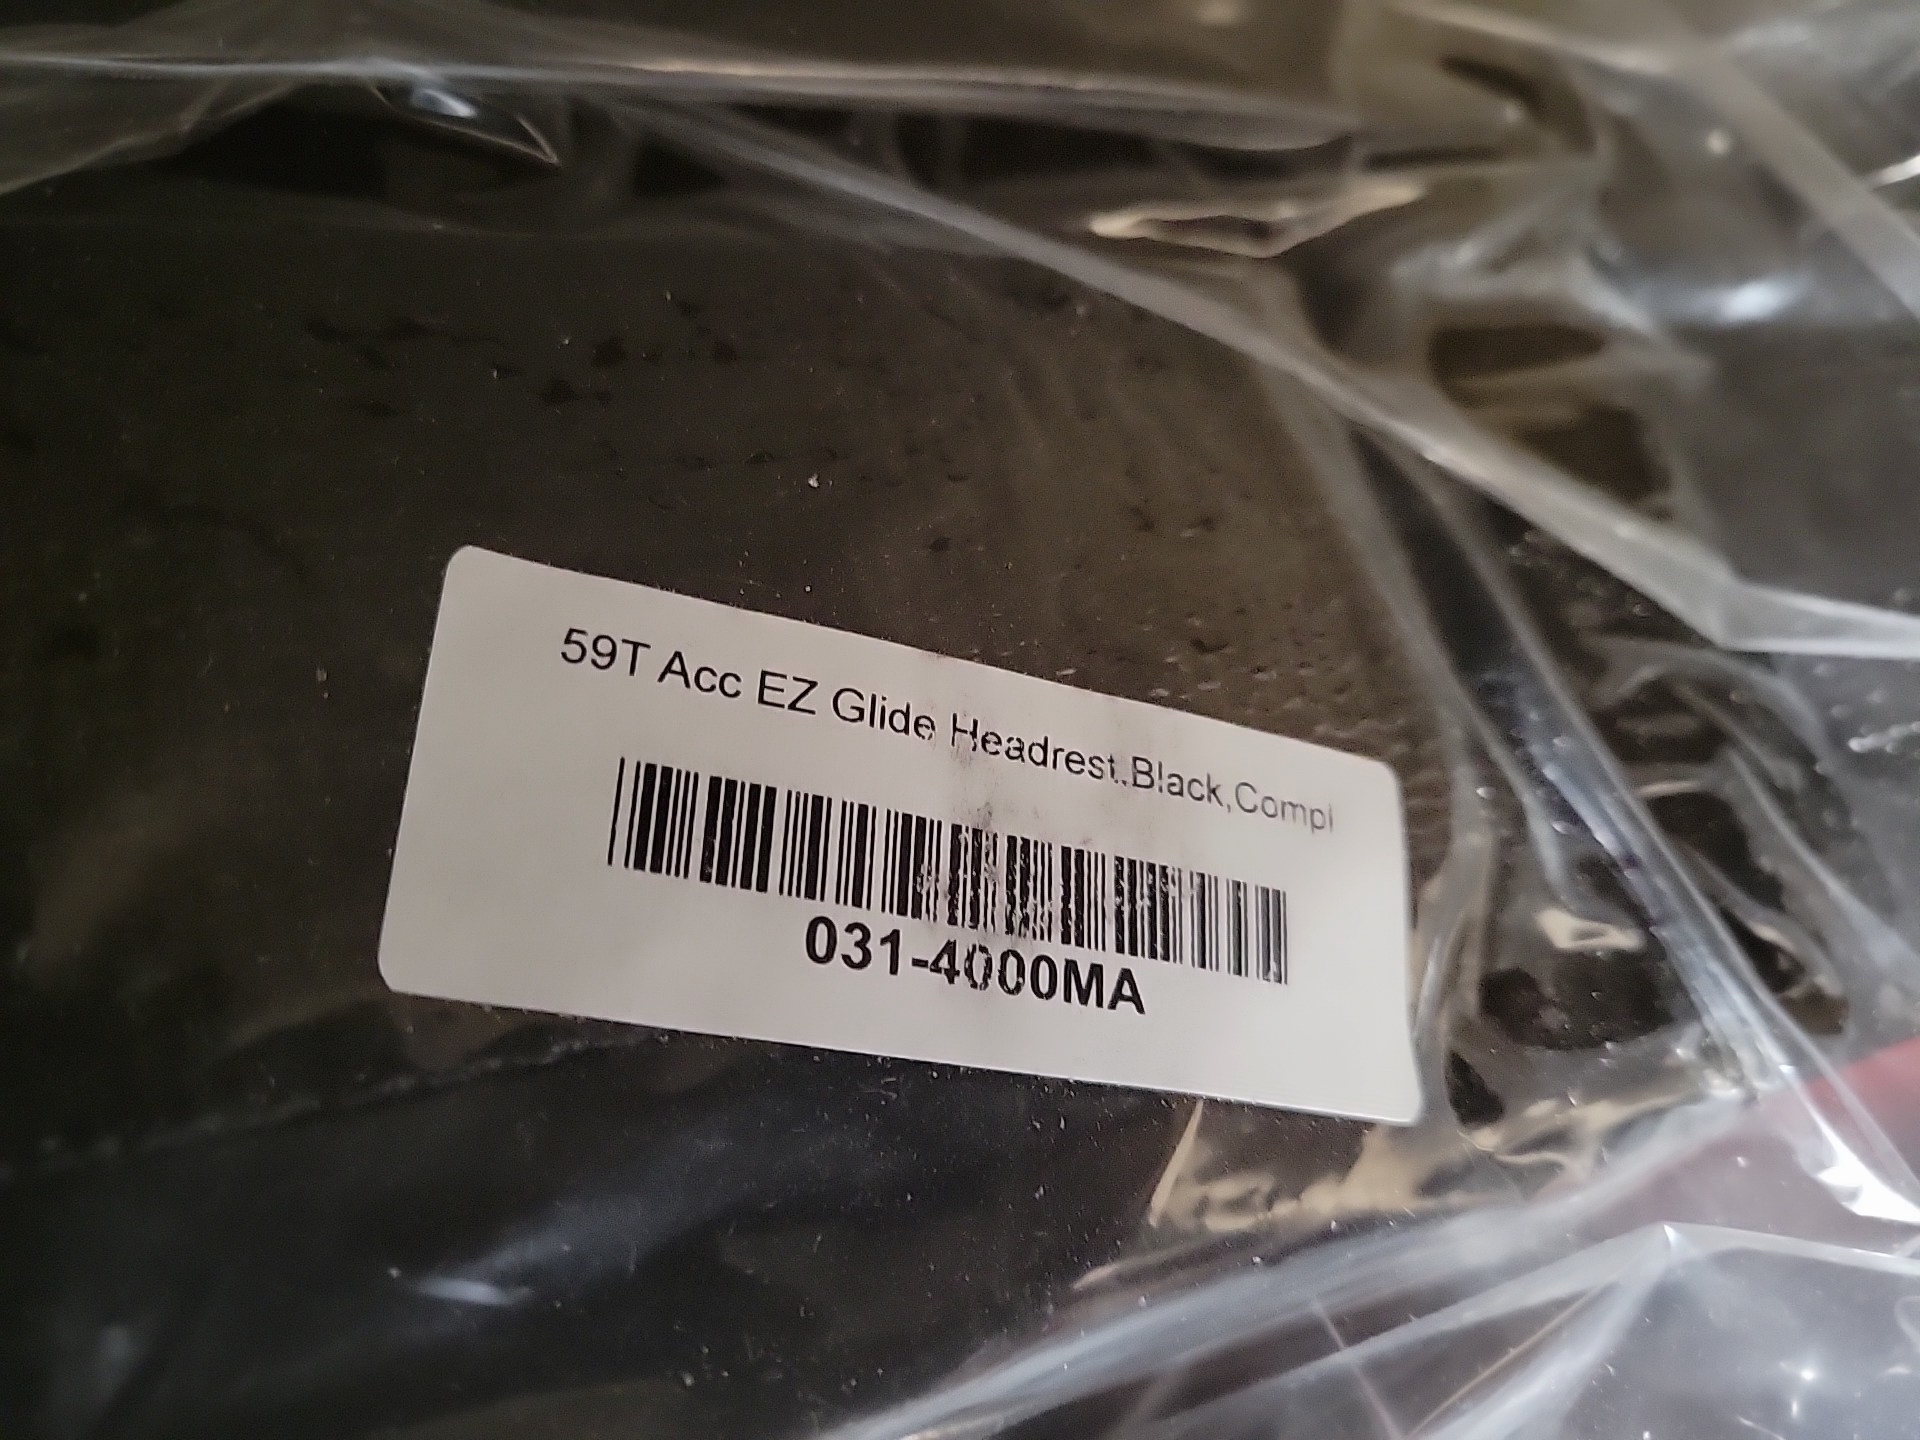 59T Acc EZ Glide Headrest,Black,Compl
031-4000MA